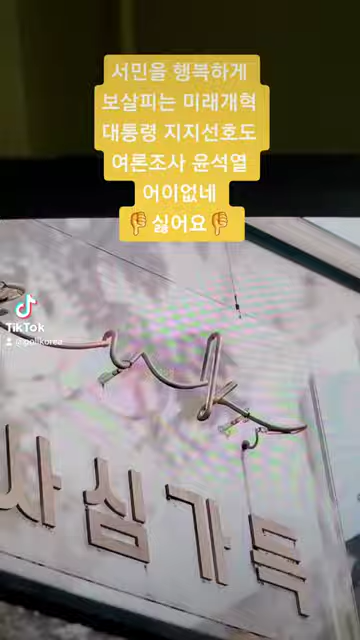 서민을 행복하게
보살피는 미래개혁
대통령 지지선호도
여론조사 윤석열
어이없네
👎싫어요👎
TikTok
@polikorea
사심가득